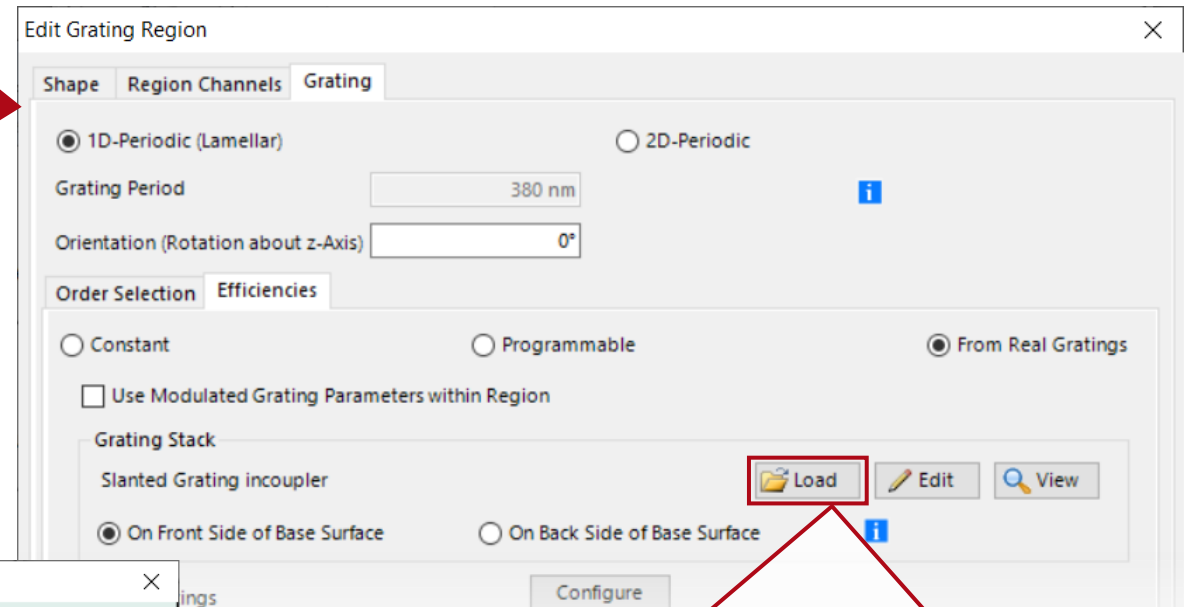 Edit Grating Region
Shape Region Channels Grating
1D-Periodic (Lamellar) 2D-Periodic
Grating Period 380 nm i
Orientation (Rotation about z-Axis) 0°
Order Selection Efficiencies
Constant Programmable From Real Gratings
Use Modulated Grating Parameters within Region
Grating Stack
Slanted Grating incoupler Load Edit View
On Front Side of Base Surface On Back Side of Base Surface i
ings Configure